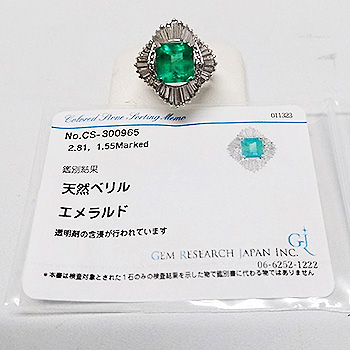 Colored Stone Sorting Memo
011323
No.CS-300965
2.81, 1.55Marked
鑑別結果
天然ベリル
エメラルド
透明剤の含浸が行われています
GEM RESEARCH JAPAN INC.
06-6252-1222
*本書は検査対象とされた1石のみの検査結果を示した物で鑑別書に代わる物ではありません